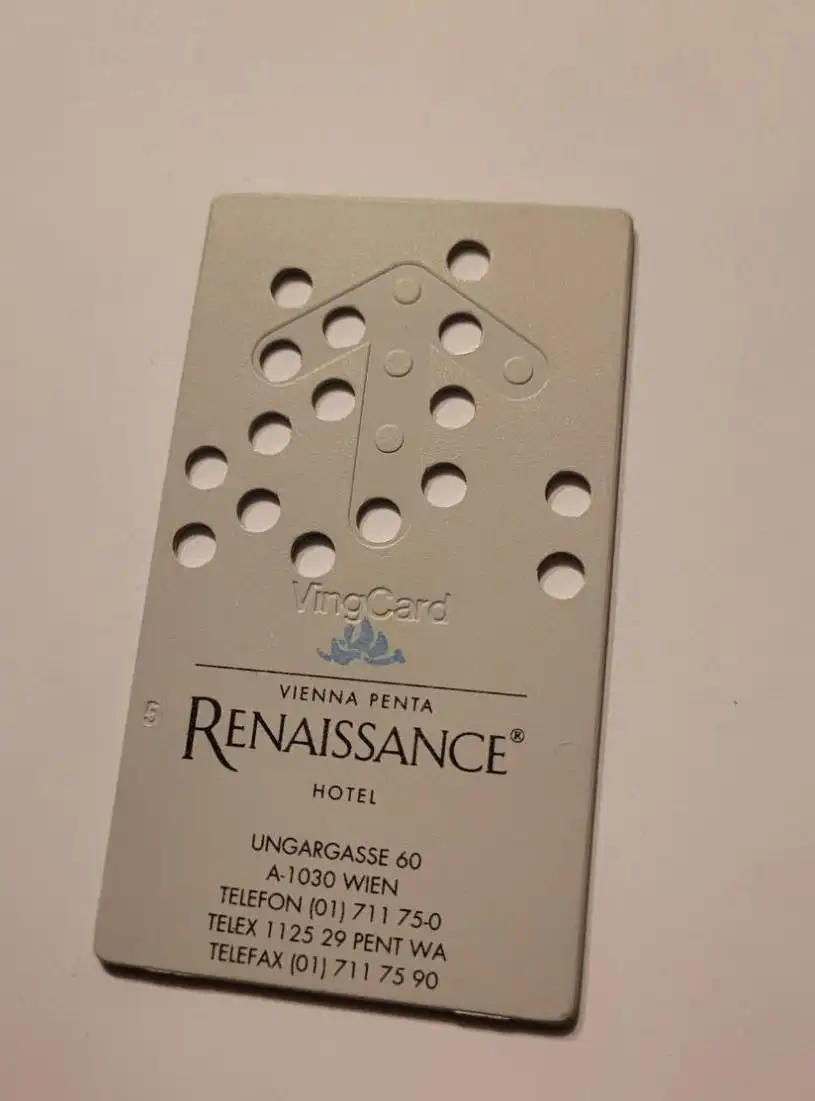 VingCard
VIENNA PENTA
5
RENAISSANCE®
HOTEL
UNGARGASSE 60
A-1030 WIEN
TELEFON (01) 711 75-0
TELEX 1125 29 PENT WA
TELEFAX (01) 711 75 90